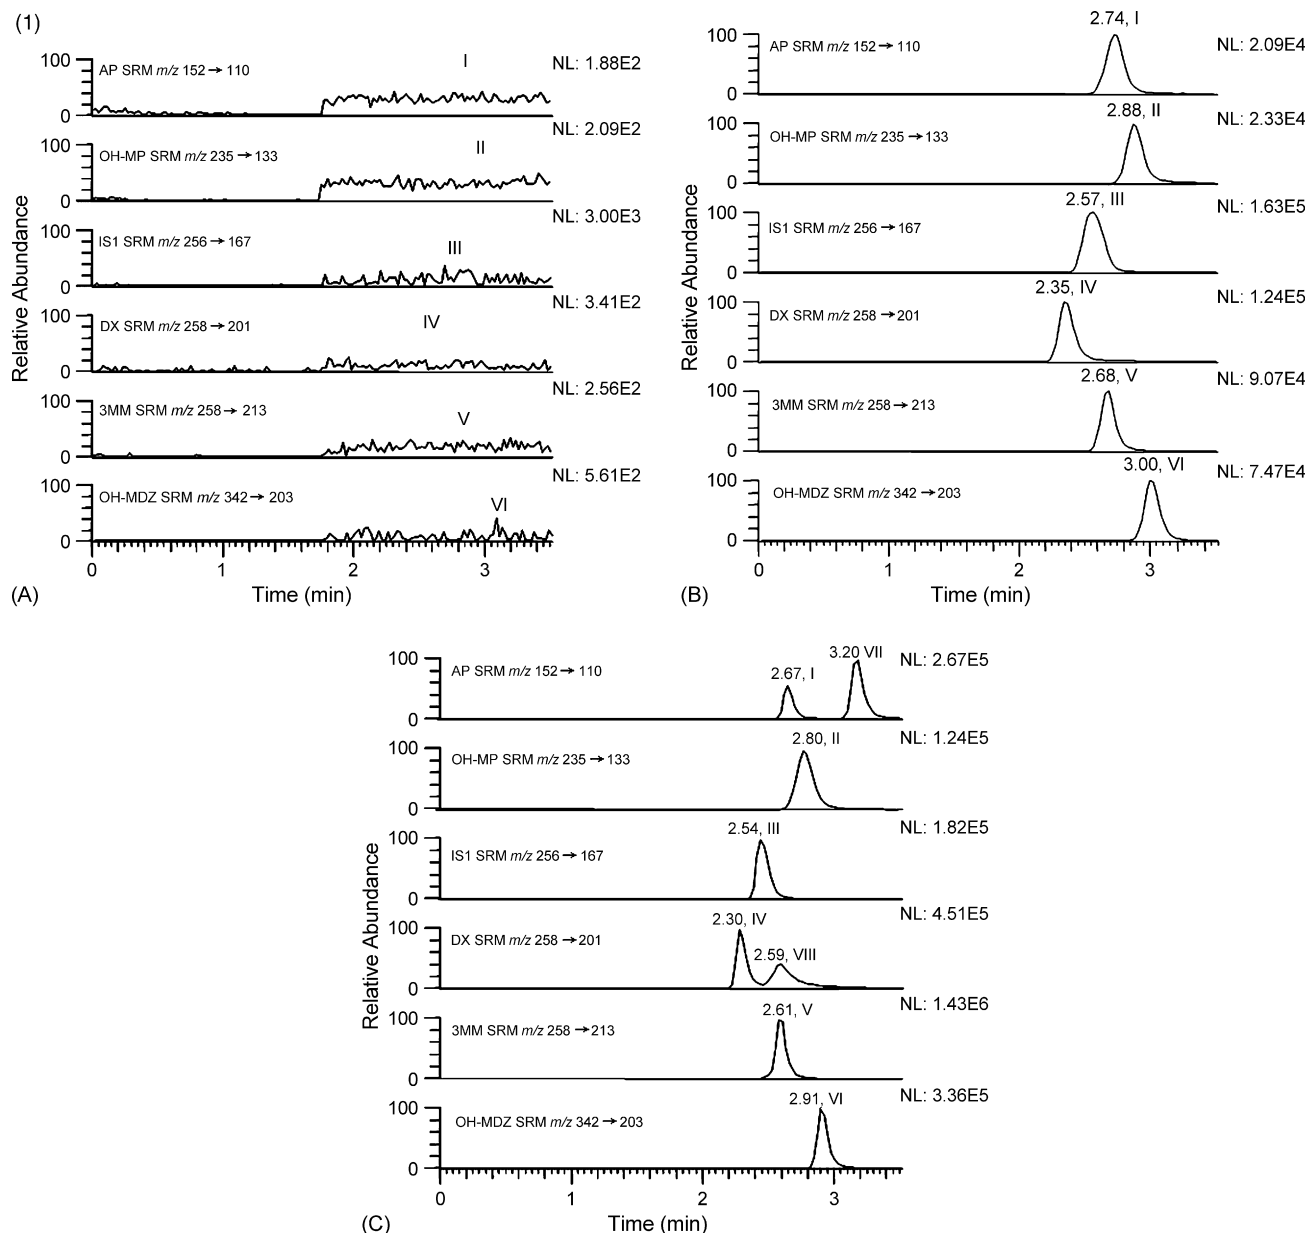 (1)
Relative Abundance
100
0
AP SRM m/z 152→110
I
NL: 1.88E2
100
0
OH-MP SRM m/z 235→133
II
NL: 2.09E2
100
0
IS1 SRM m/z 256→167
III
NL: 3.00E3
100
0
DX SRM m/z 258→201
IV
NL: 3.41E2
100
0
3MM SRM m/z 258→213
V
NL: 2.56E2
100
0
OH-MDZ SRM m/z 342→203
VI
NL: 5.61E2
0 1 2 3
Time (min)
(A)
Relative Abundance
100
0
AP SRM m/z 152→110
2.74, I
NL: 2.09E4
100
0
OH-MP SRM m/z 235→133
2.88, II
NL: 2.33E4
100
0
IS1 SRM m/z 256→167
2.57, III
NL: 1.63E5
100
0
DX SRM m/z 258→201
2.35, IV
NL: 1.24E5
100
0
3MM SRM m/z 258→213
2.68, V
NL: 9.07E4
100
0
OH-MDZ SRM m/z 342→203
3.00, VI
NL: 7.47E4
0 1 2 3
Time (min)
(B)
Relative Abundance
100
0
AP SRM m/z 152→110
2.67, I
3.20 VII
NL: 2.67E5
100
0
OH-MP SRM m/z 235→133
2.80, II
NL: 1.24E5
100
0
IS1 SRM m/z 256→167
2.54, III
NL: 1.82E5
100
0
DX SRM m/z 258→201
2.30, IV
2.59, VIII
NL: 4.51E5
100
0
3MM SRM m/z 258→213
2.61, V
NL: 1.43E6
100
0
OH-MDZ SRM m/z 342→203
2.91, VI
NL: 3.36E5
0 1 2 3
Time (min)
(C)